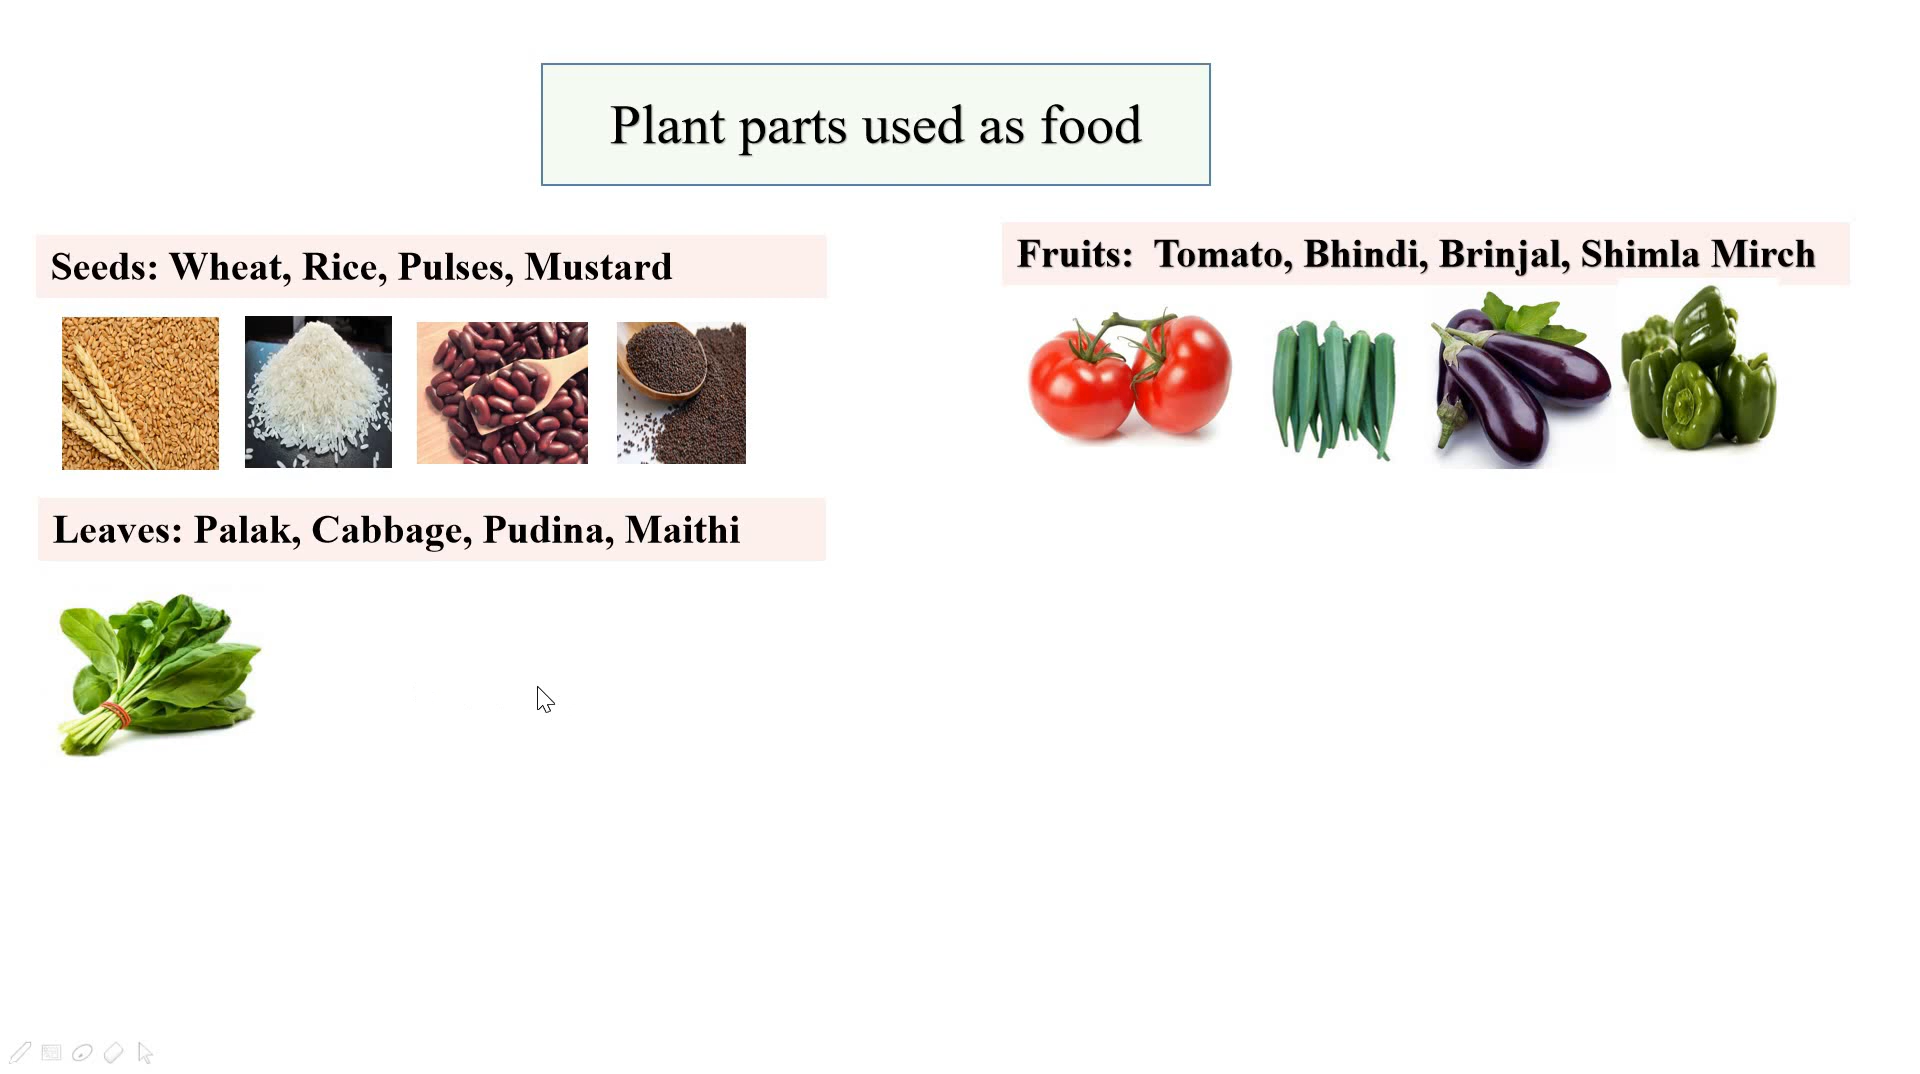 Plant parts used as food
Seeds: Wheat, Rice, Pulses, Mustard
Fruits: Tomato, Bhindi, Brinjal, Shimla Mirch
Leaves: Palak, Cabbage, Pudina, Maithi